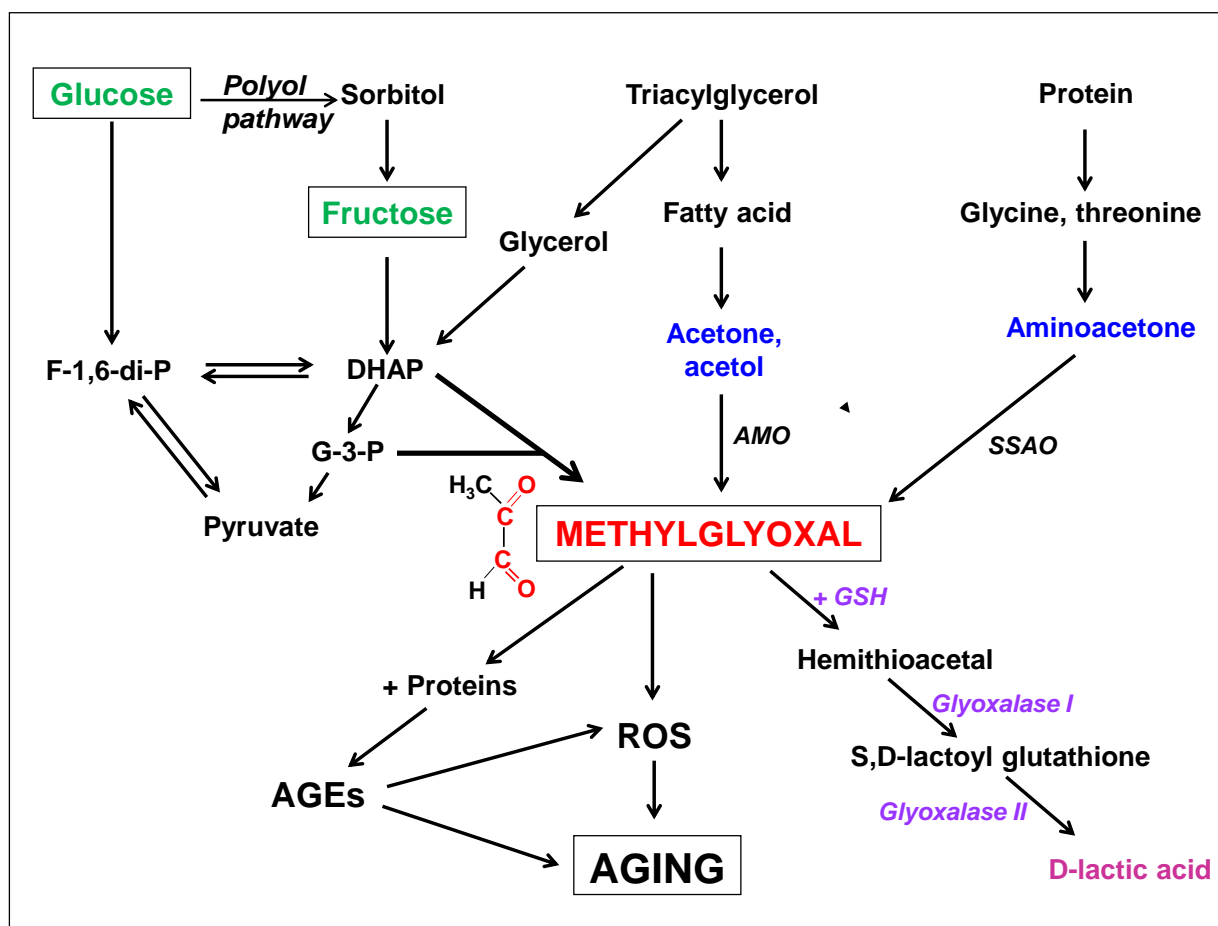 Glucose
Polyol
pathway
Sorbitol
Triacylglycerol
Protein
Fructose
Glycerol
Fatty acid
Glycine, threonine
Acetone,
acetol
Aminoacetone
F-1,6-di-P
DHAP
G-3-P
AMO
SSAO
Pyruvate
H3C
O
C
C
H
O
METHYLGLYOXAL
+ GSH
Hemithioacetal
+ Proteins
Glyoxalase I
ROS
S,D-lactoyl glutathione
AGEs
Glyoxalase II
AGING
D-lactic acid